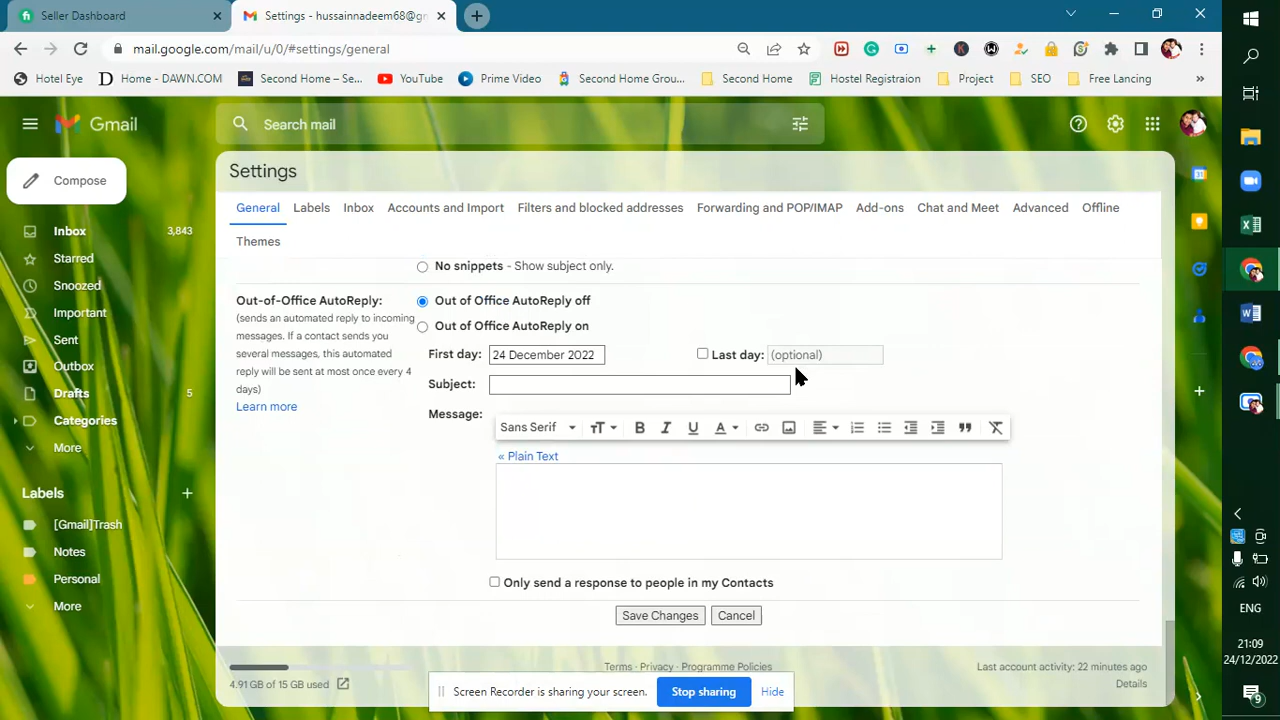 Seller Dashboard
Settings - hussainnadeem68@gm
mail.google.com/mail/u/0/#settings/general
Hotel Eye
Home - DAWN.COM
Second Home – Se...
YouTube
Prime Video
Second Home Grou...
Second Home
Hostel Registraion
Project
SEO
Free Lancing
Gmail
Search mail
Compose
Inbox 3,843
Starred
Snoozed
Important
Sent
Outbox
Drafts 5
Categories
More
Labels
[Gmail]Trash
Notes
Personal
More
Settings
General Labels Inbox Accounts and Import Filters and blocked addresses Forwarding and POP/IMAP Add-ons Chat and Meet Advanced Offline
Themes
No snippets - Show subject only.
Out-of-Office AutoReply:
(sends an automated reply to incoming
messages. If a contact sends you
several messages, this automated
reply will be sent at most once every 4
days)
Learn more
Out of Office AutoReply off
Out of Office AutoReply on
First day: 24 December 2022
Last day: (optional)
Subject:
Message:
Sans Serif
« Plain Text
Only send a response to people in my Contacts
Save Changes Cancel
4.91 GB of 15 GB used
Terms · Privacy · Programme Policies
Last account activity: 22 minutes ago
Details
Screen Recorder is sharing your screen.
Stop sharing
Hide
ENG
21:09
24/12/2022